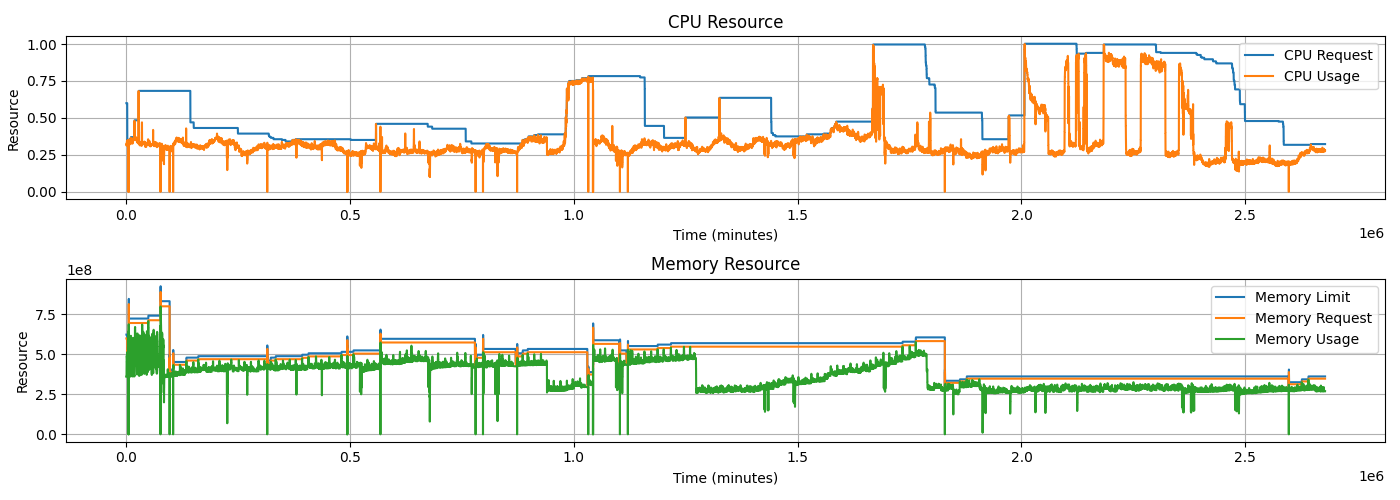 CPU Resource
Resource
1.00
0.75
0.50
0.25
0.00
CPU Request
CPU Usage
0.0
0.5
1.0
1.5
2.0
2.5
1e6
Time (minutes)
Memory Resource
1e8
Resource
7.5
5.0
2.5
0.0
Memory Limit
Memory Request
Memory Usage
0.0
0.5
1.0
1.5
2.0
2.5
1e6
Time (minutes)